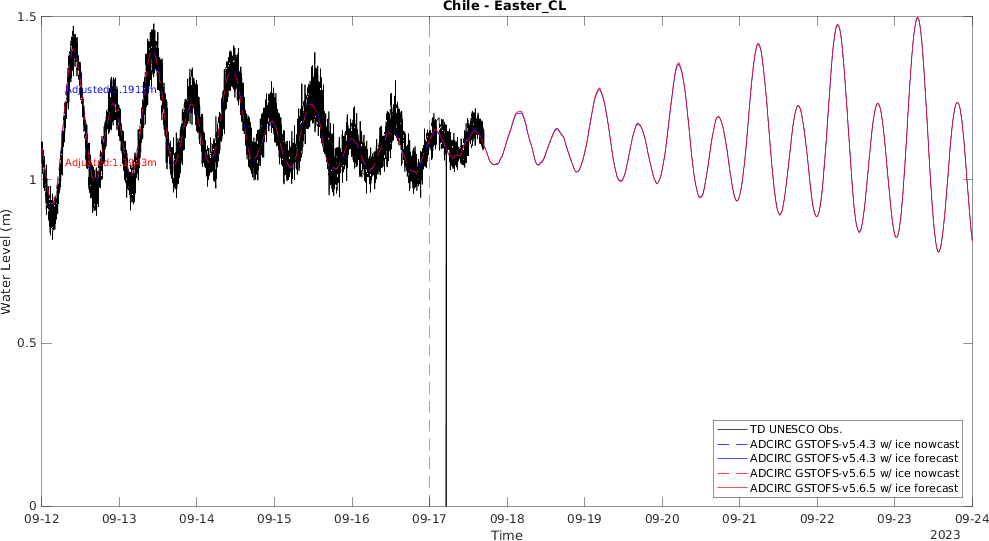 Chile - Easter_CL
1.5
1
0.5
0
Water Level (m)
TD UNESCO Obs.
ADCIRC GSTOFS-v5.4.3 w/ ice nowcast
ADCIRC GSTOFS-v5.4.3 w/ ice forecast
ADCIRC GSTOFS-v5.6.5 w/ ice nowcast
ADCIRC GSTOFS-v5.6.5 w/ ice forecast
09-12 09-13 09-14 09-15 09-16 09-17 09-18 09-19 09-20 09-21 09-22 09-23 09-24
Time
2023